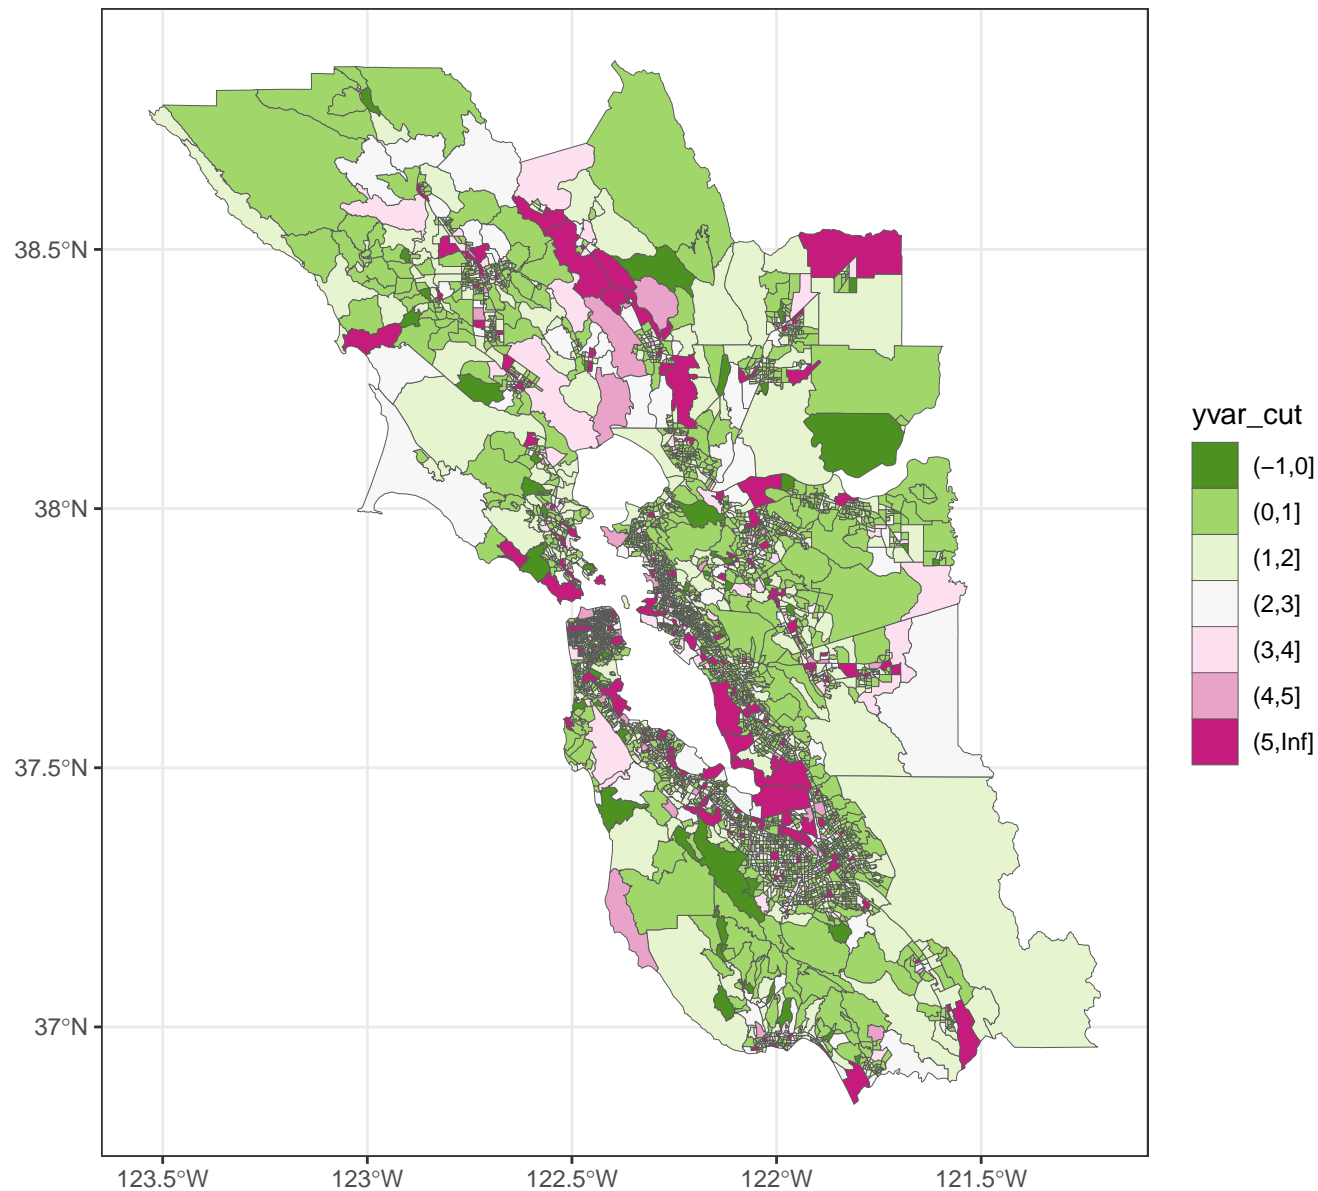 38.5°N
38°N
37.5°N
37°N
123.5°W
123°W
122.5°W
122°W
121.5°W
yvar_cut
(−1,0]
(0,1]
(1,2]
(2,3]
(3,4]
(4,5]
(5,Inf]